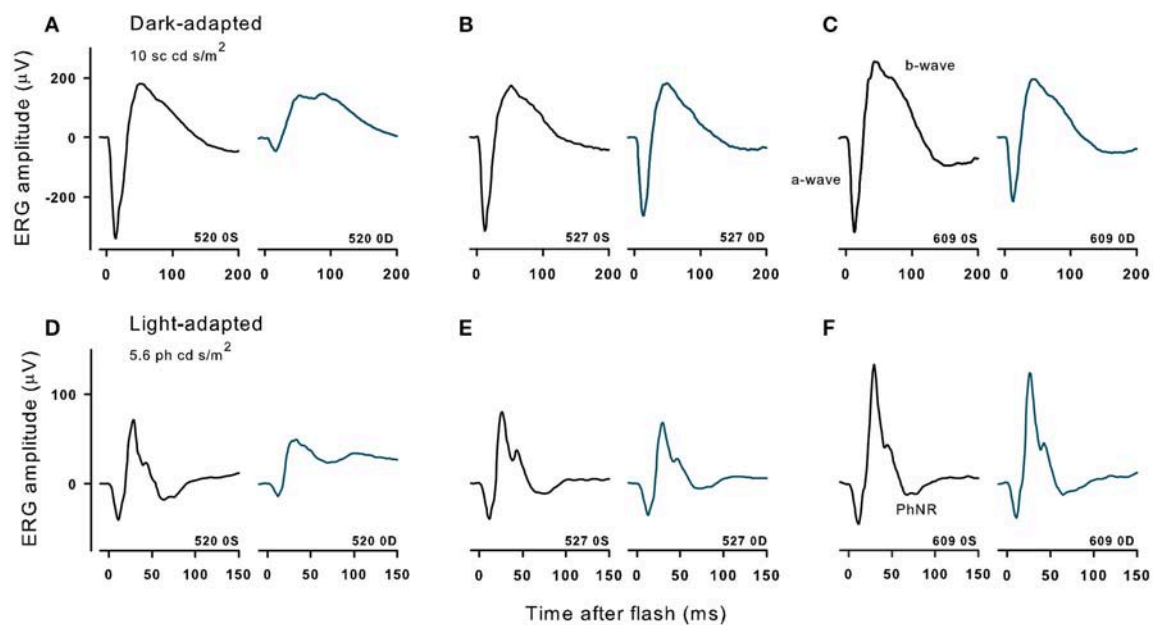 A Dark-adapted B C
10 sc cd s/m2
ERG amplitude (µV)
200
0
-200
b-wave
a-wave
520 0S 520 0D 527 0S 527 0D 609 0S 609 0D
0 100 200 0 100 200 0 100 200 0 100 200 0 100 200 0 100 200
D Light-adapted E F
5.6 ph cd s/m2
ERG amplitude (µV)
100
0
PhNR
520 0S 520 0D 527 0S 527 0D 609 0S 609 0D
0 50 100 150 0 50 100 150 0 50 100 150 0 50 100 150 0 50 100 150 0 50 100 150
Time after flash (ms)